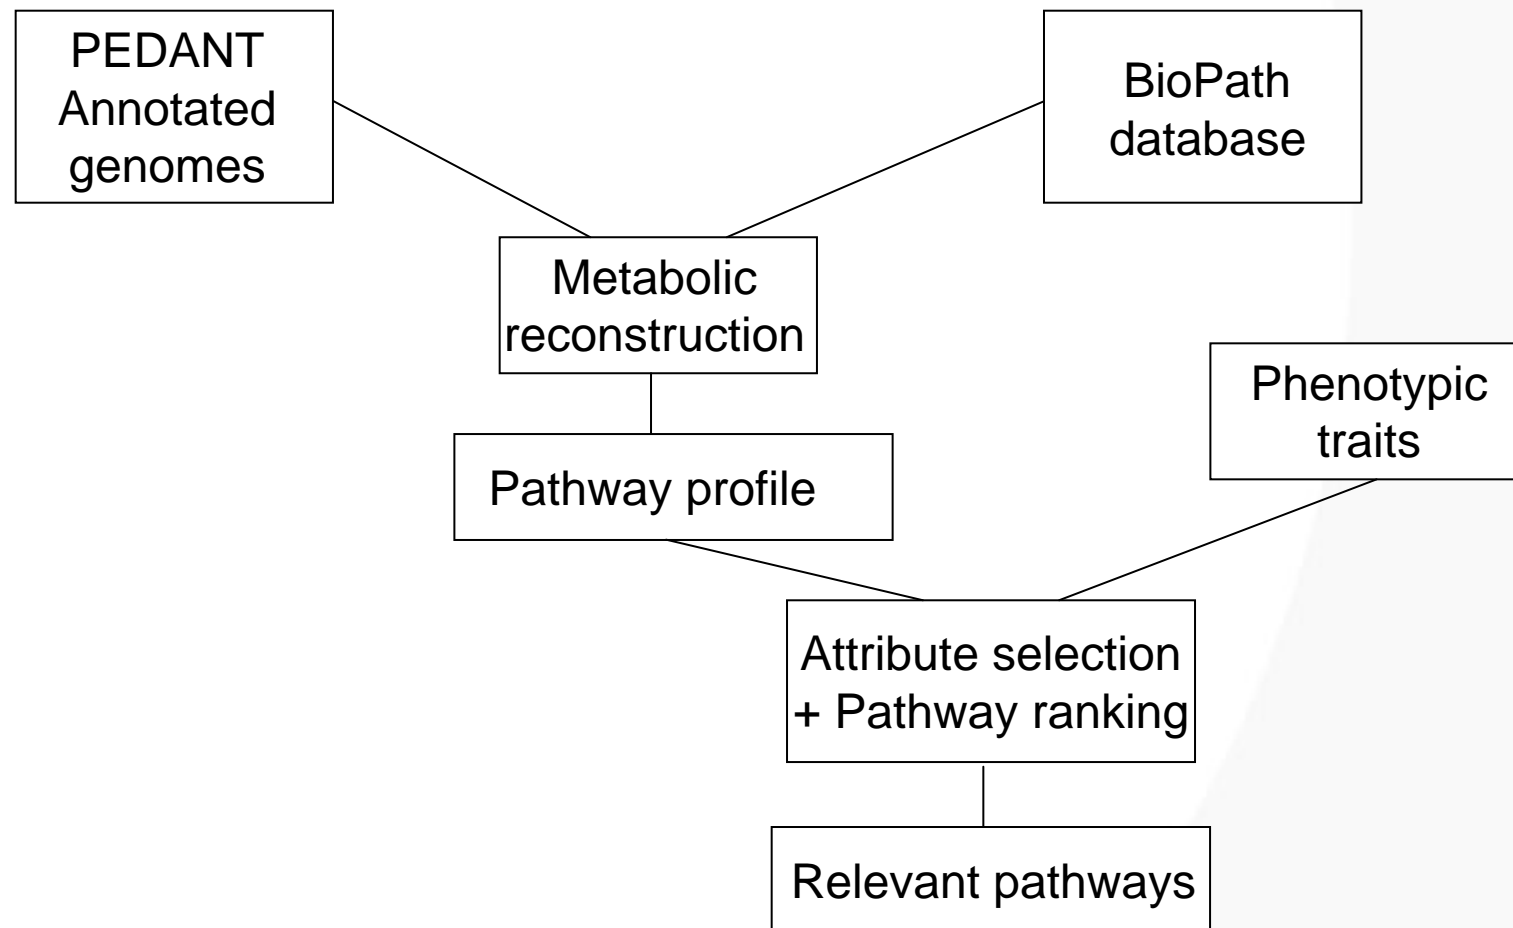 PEDANT
Annotated
genomes
BioPath
database
Metabolic
reconstruction
Phenotypic
traits
Pathway profile
Attribute selection
+ Pathway ranking
Relevant pathways